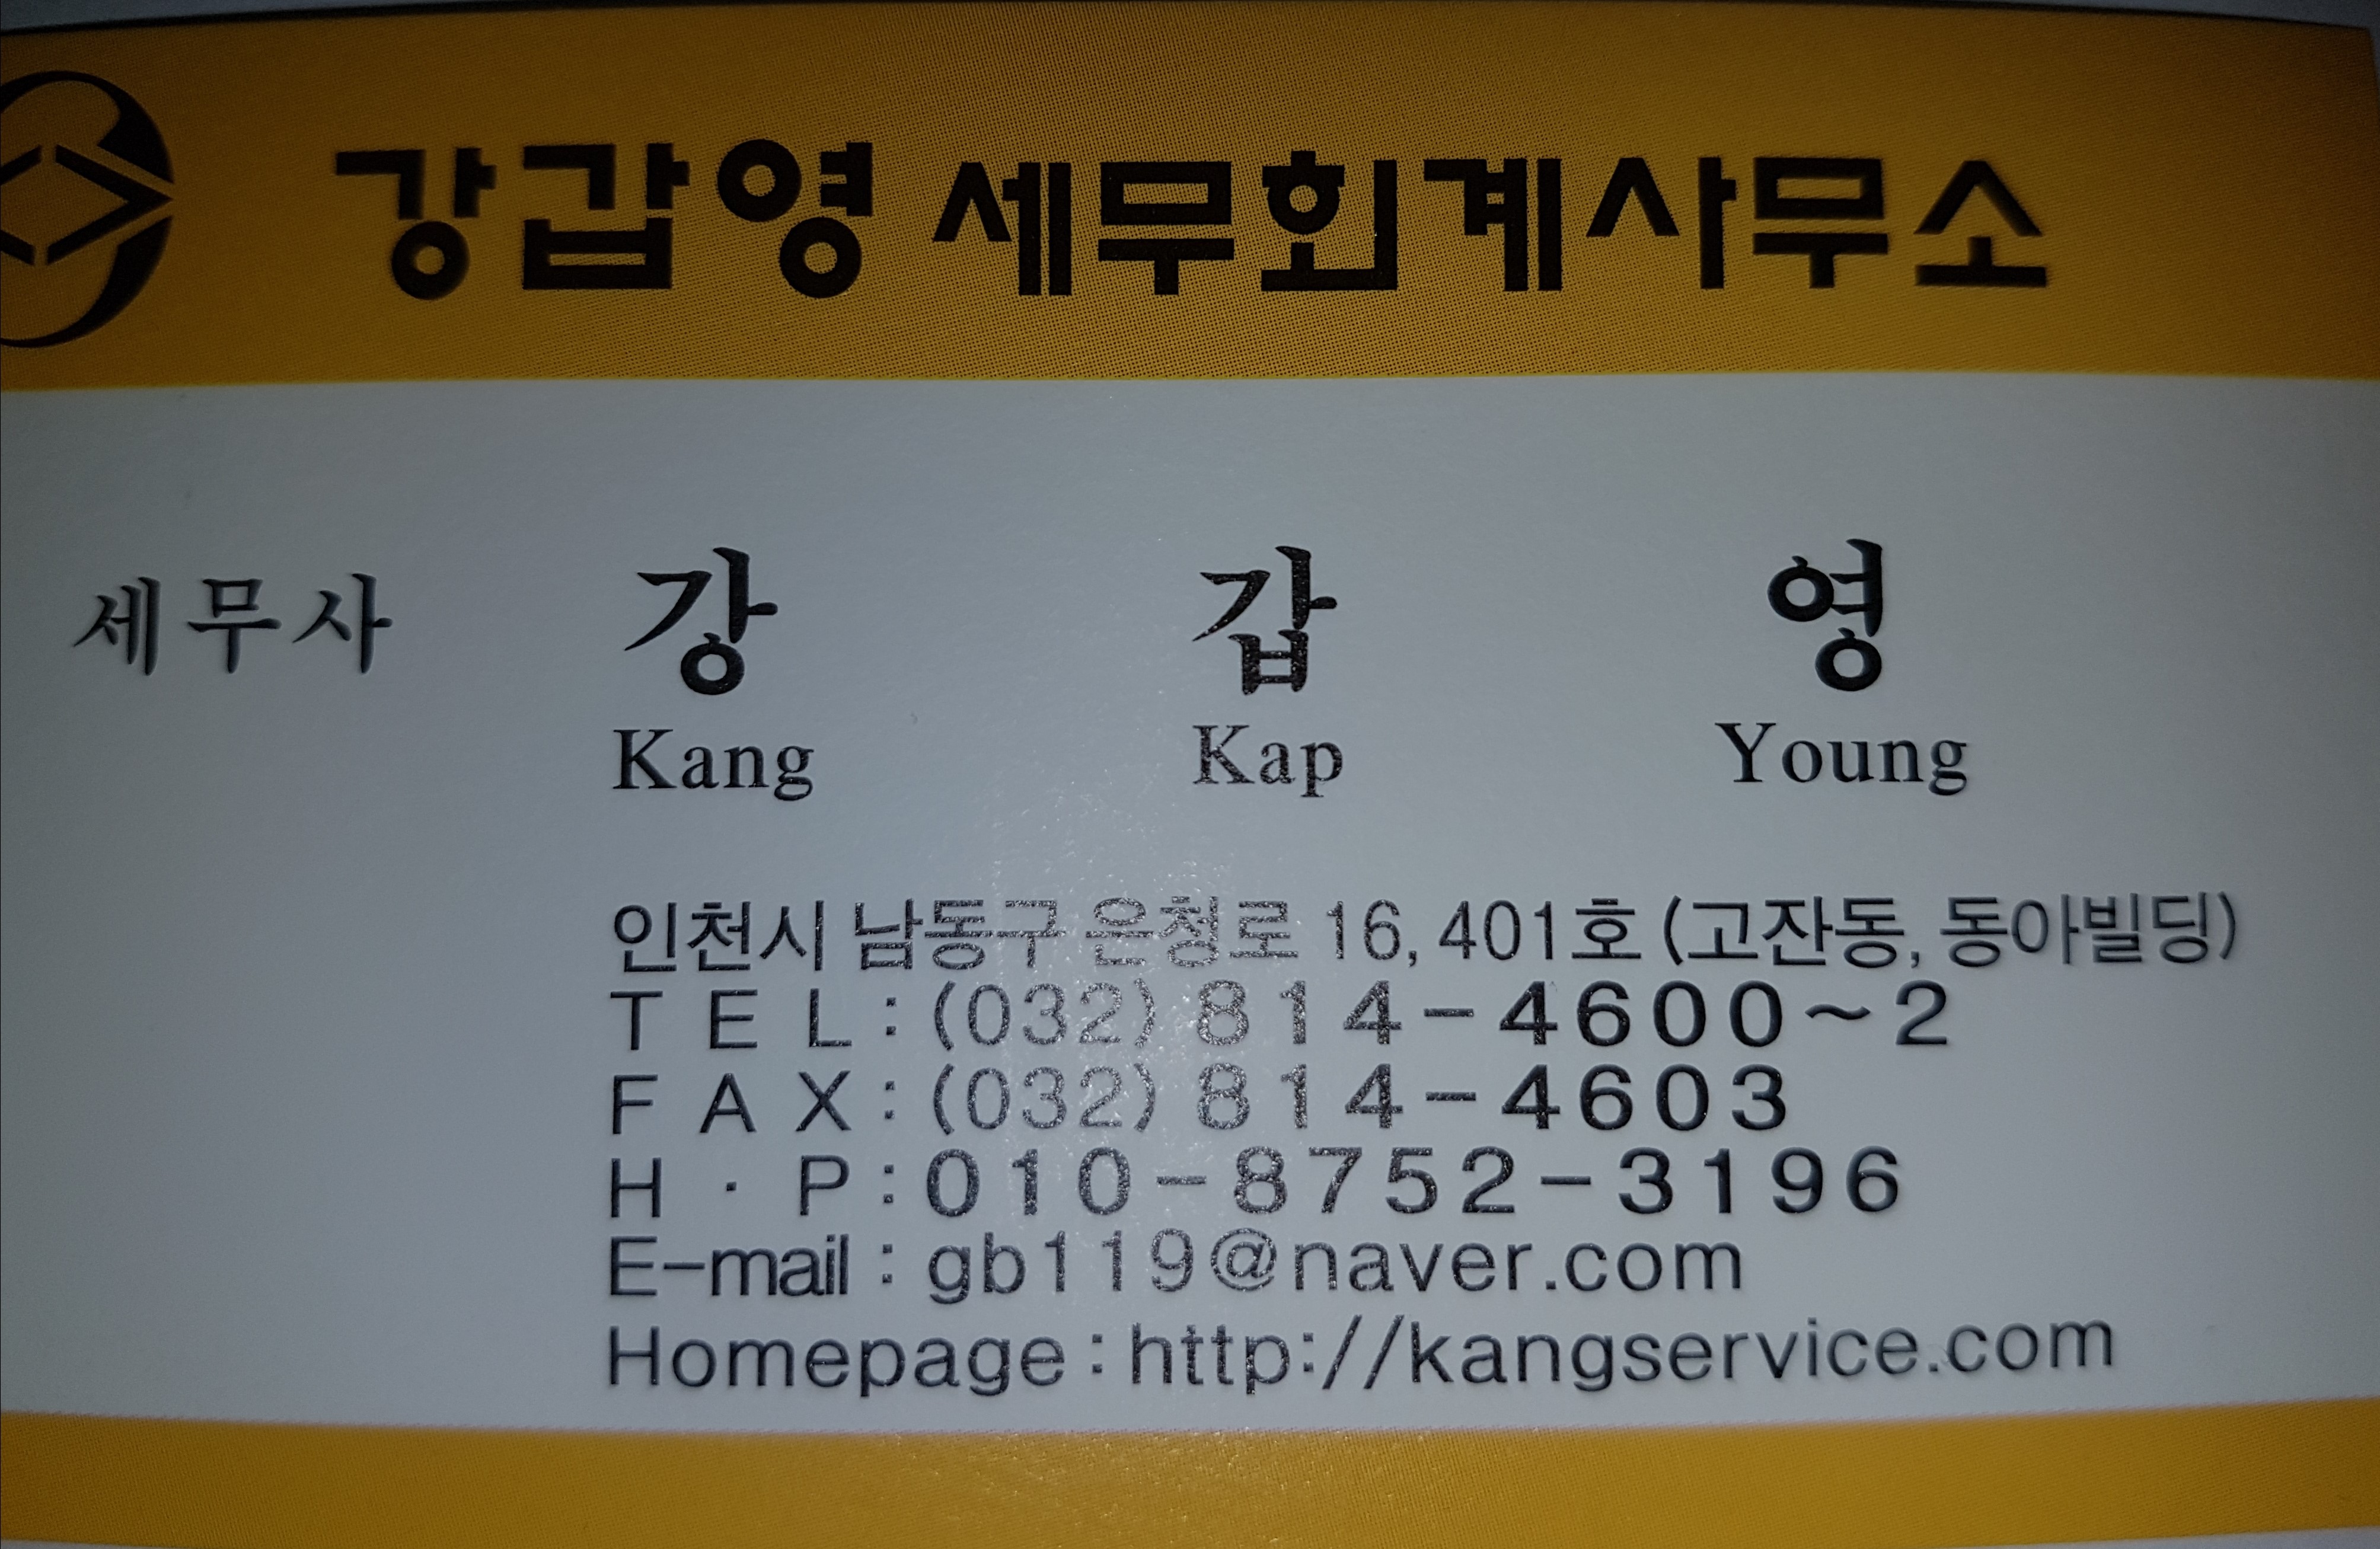 강갑영 세무회계사무소
세무사 강 갑 영
Kang Kap Young
인천시 남동구 은청로 16, 401호 (고잔동, 동아빌딩)
T E L : (032) 814-4600~2
F A X : (032) 814-4603
H · P : 010-8752-3196
E-mail : gb119@naver.com
Homepage : http://kangservice.com